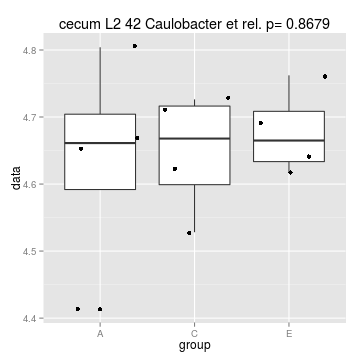 cecum L2 42 Caulobacter et rel. p= 0.8679
4.8
4.7
4.6
4.5
4.4
data
A C E
group